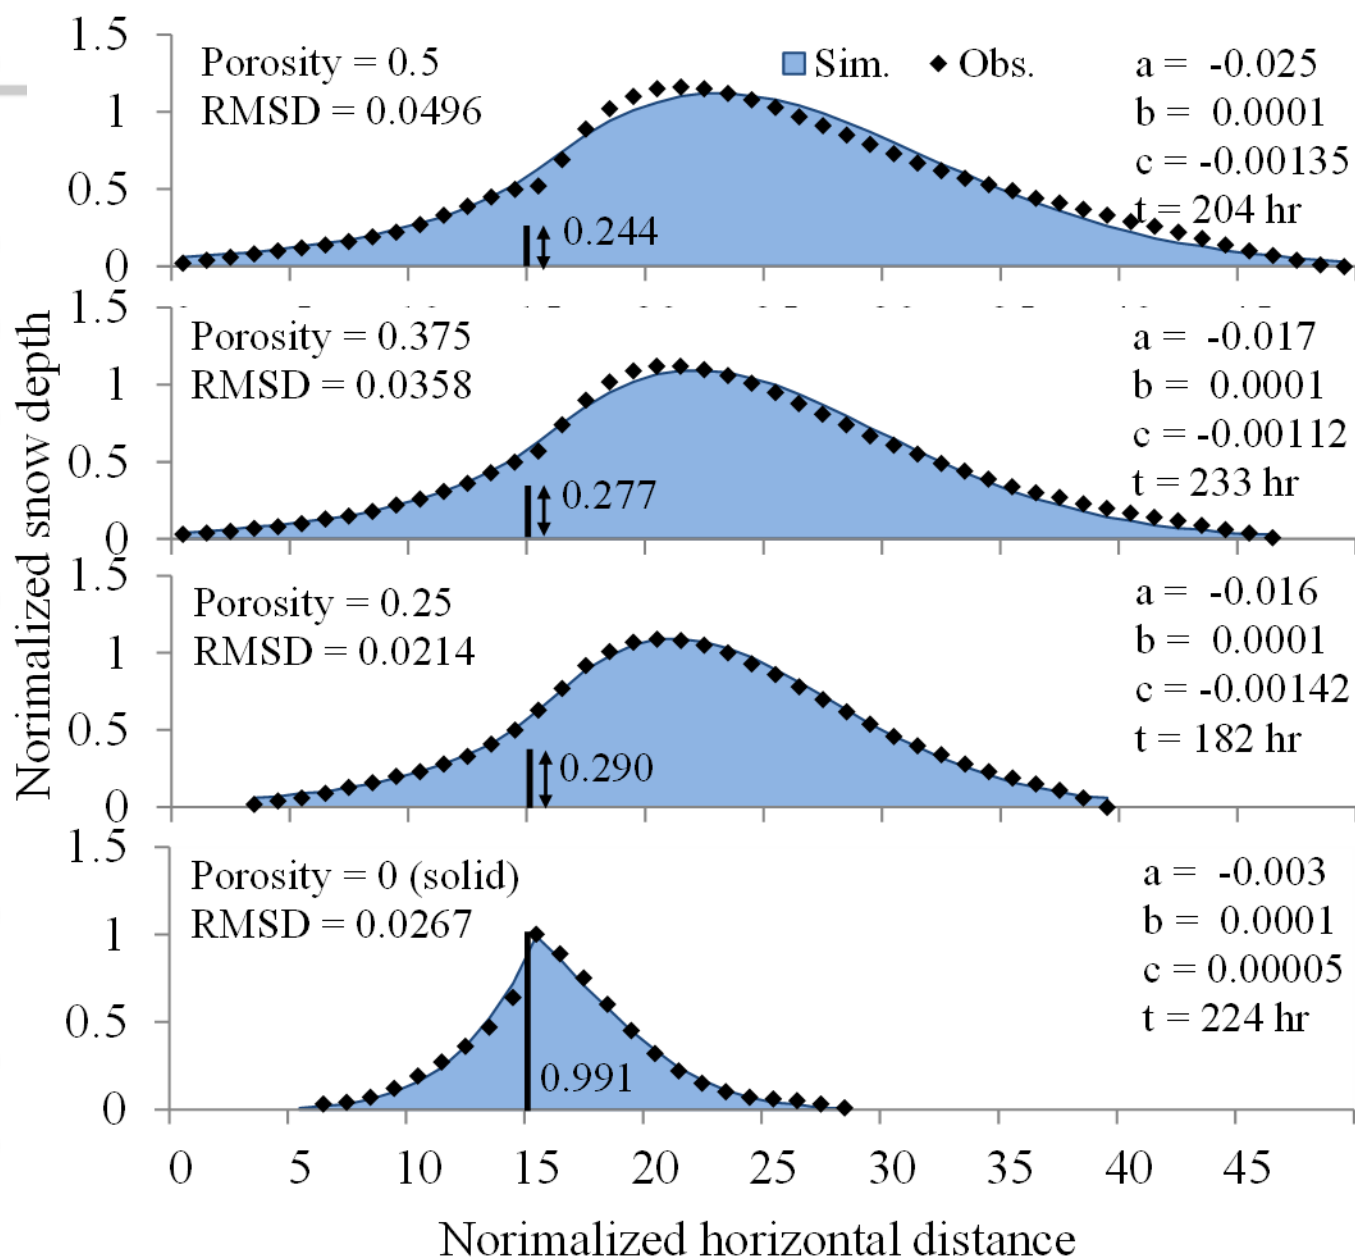 1.5
Porosity = 0.5
RMSD = 0.0496
Sim.
Obs.
a = -0.025
b = 0.0001
c = -0.00135
t = 204 hr
1
0.5
0
0.244
1.5
Porosity = 0.375
RMSD = 0.0358
a = -0.017
b = 0.0001
c = -0.00112
t = 233 hr
1
0.5
0
0.277
1.5
Porosity = 0.25
RMSD = 0.0214
a = -0.016
b = 0.0001
c = -0.00142
t = 182 hr
1
0.5
0
0.290
1.5
Porosity = 0 (solid)
RMSD = 0.0267
a = -0.003
b = 0.0001
c = 0.00005
t = 224 hr
1
0.5
0
0.991
0 5 10 15 20 25 30 35 40 45
Norimalized horizontal distance
Norimalized snow depth